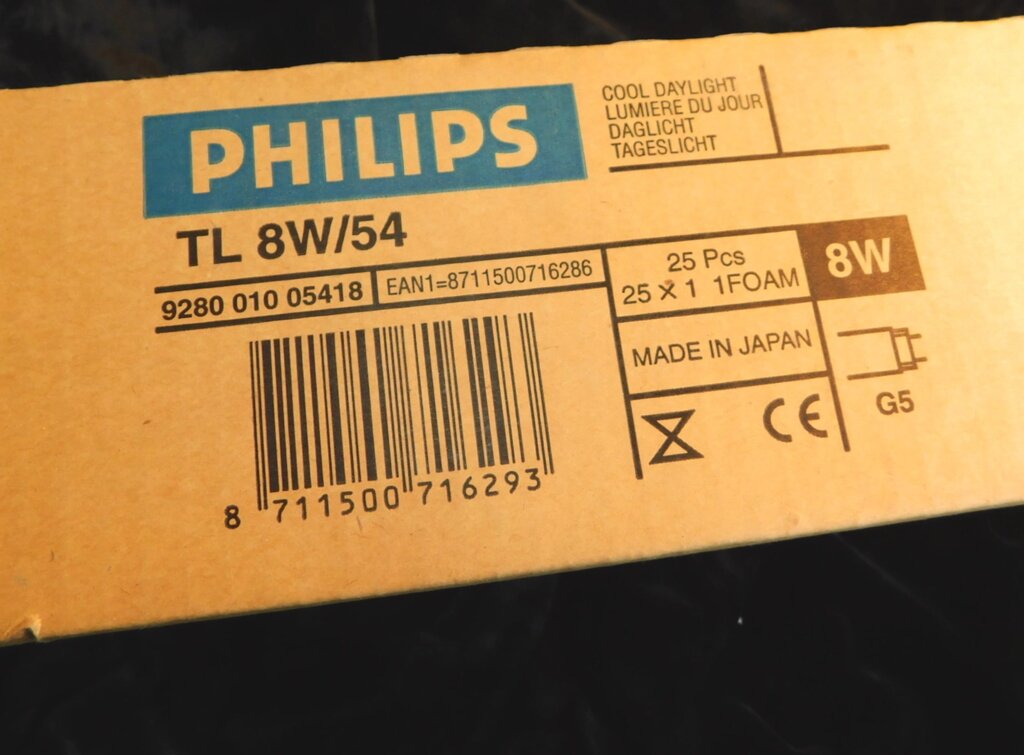 PHILIPS
COOL DAYLIGHT
LUMIERE DU JOUR
DAGLICHT
TAGESLICHT
TL 8W/54
9280 010 05418
EAN1=8711500716286
25 Pcs
25 X 1 1FOAM
8W
MADE IN JAPAN
CE
G5
8 711500 716293